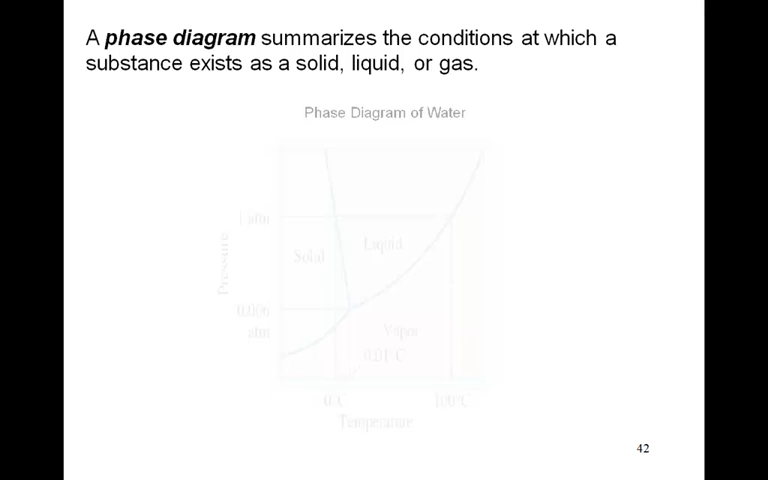 A phase diagram summarizes the conditions at which a
substance exists as a solid, liquid, or gas.
Phase Diagram of Water
1 atm
Liquid
Solid
Pressure
0.006
atm
Vapor
0.01°C
0°C 100°C
Temperature
42